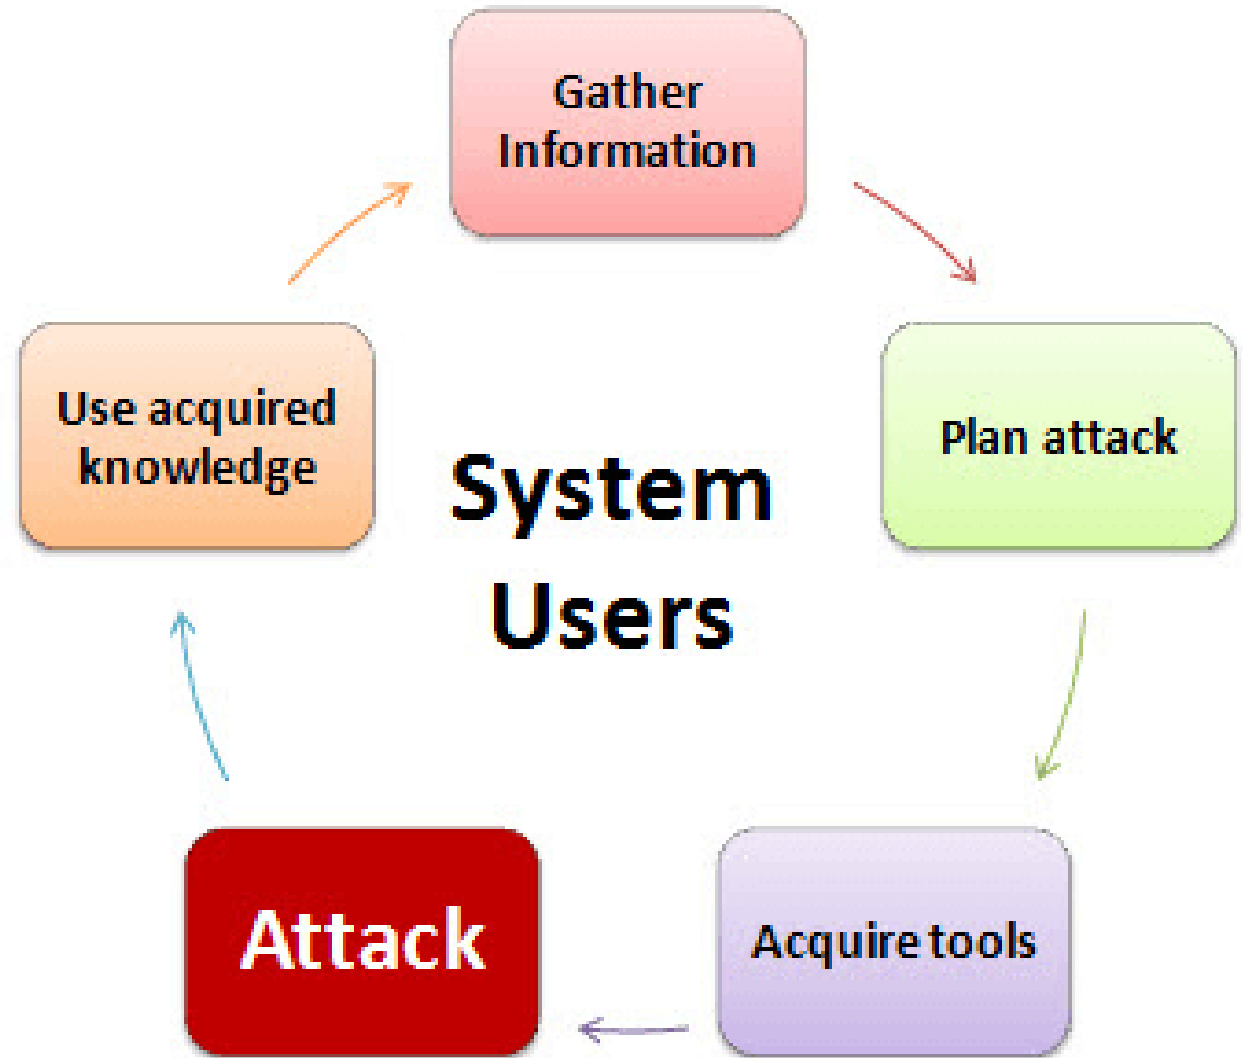 Gather
Information
Plan attack
Acquire tools
Attack
Use acquired
knowledge
System
Users